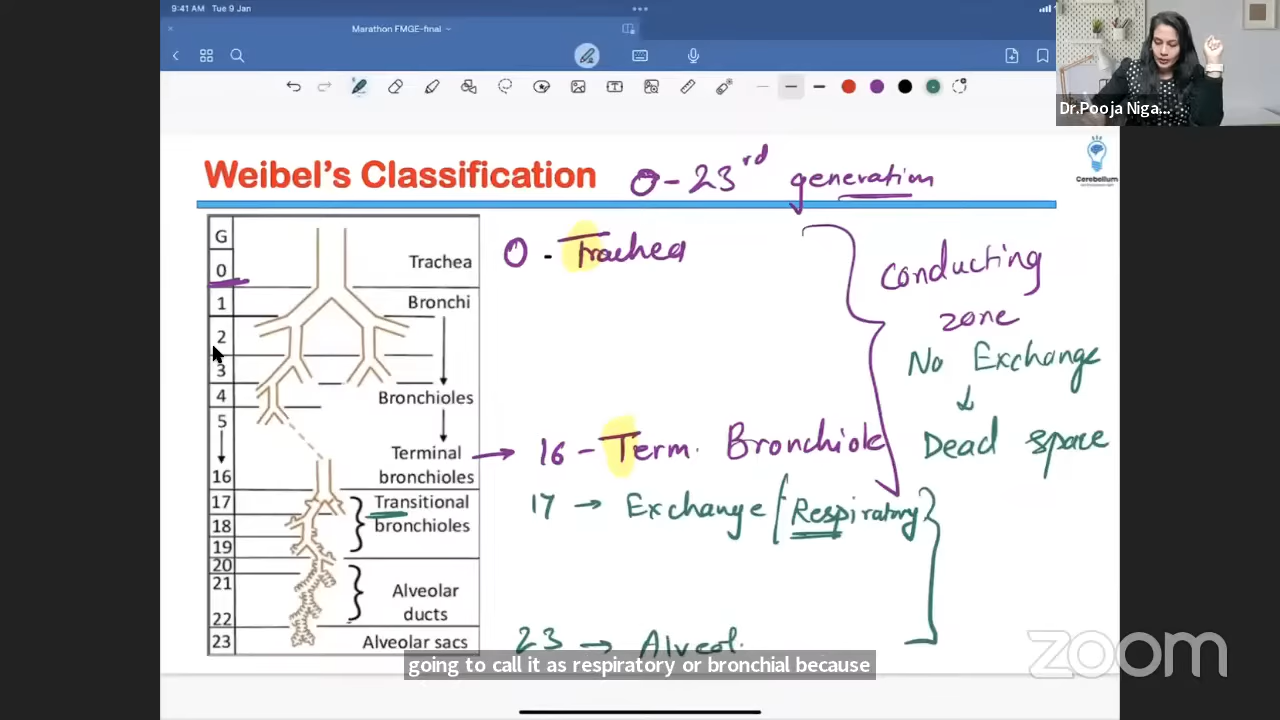 9:41 AM Tue 9 Jan
Marathon FMGE-final
Dr.Pooja Niga...
Weibel's Classification 0-23rd generation
Cerebellum
G
0 Trachea
1 Bronchi
2
3
4 Bronchioles
5
Terminal
16 bronchioles
17 Transitional
18 bronchioles
19
20
21 Alveolar
22 ducts
23 Alveolar sacs
0 - Trachea
16 - Term. Bronchiole
17 → Exchange (Respiratory)
23 → Alveol.
Conducting
zone
No Exchange
↓
Dead space
going to call it as respiratory or bronchial because
zoom